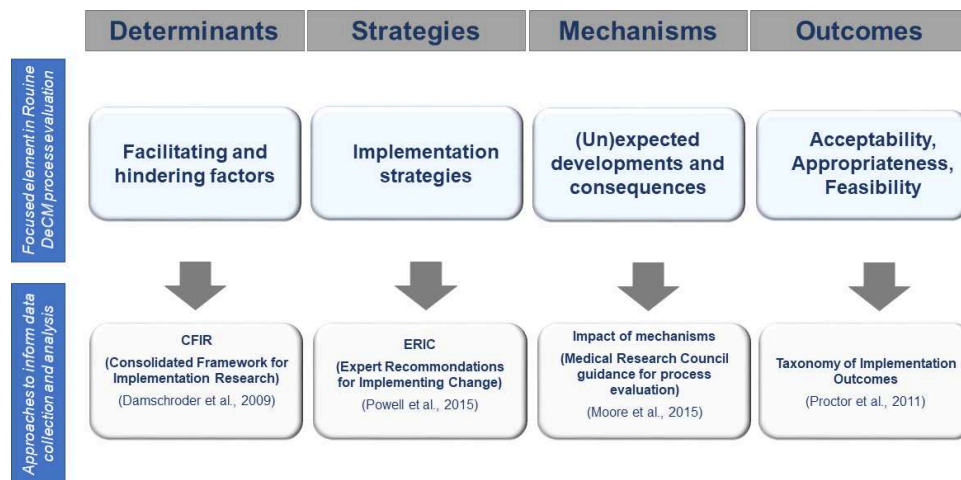 Determinants
Strategies
Mechanisms
Outcomes
Focused element in Rouine
DeCM process evaluation
Facilitating and
hindering factors
Implementation
strategies
(Un)expected
developments and
consequences
Acceptability,
Appropriateness,
Feasibility
Approaches to inform data
collection and analysis
CFIR
(Consolidated Framework for
Implementation Research)
(Damschroder et al., 2009)
ERIC
(Expert Recommondations
for Implementing Change)
(Powell et al., 2015)
Impact of mechanisms
(Medical Research Council
guidance for process
evaluation)
(Moore et al., 2015)
Taxonomy of Implementation
Outcomes
(Proctor et al., 2011)